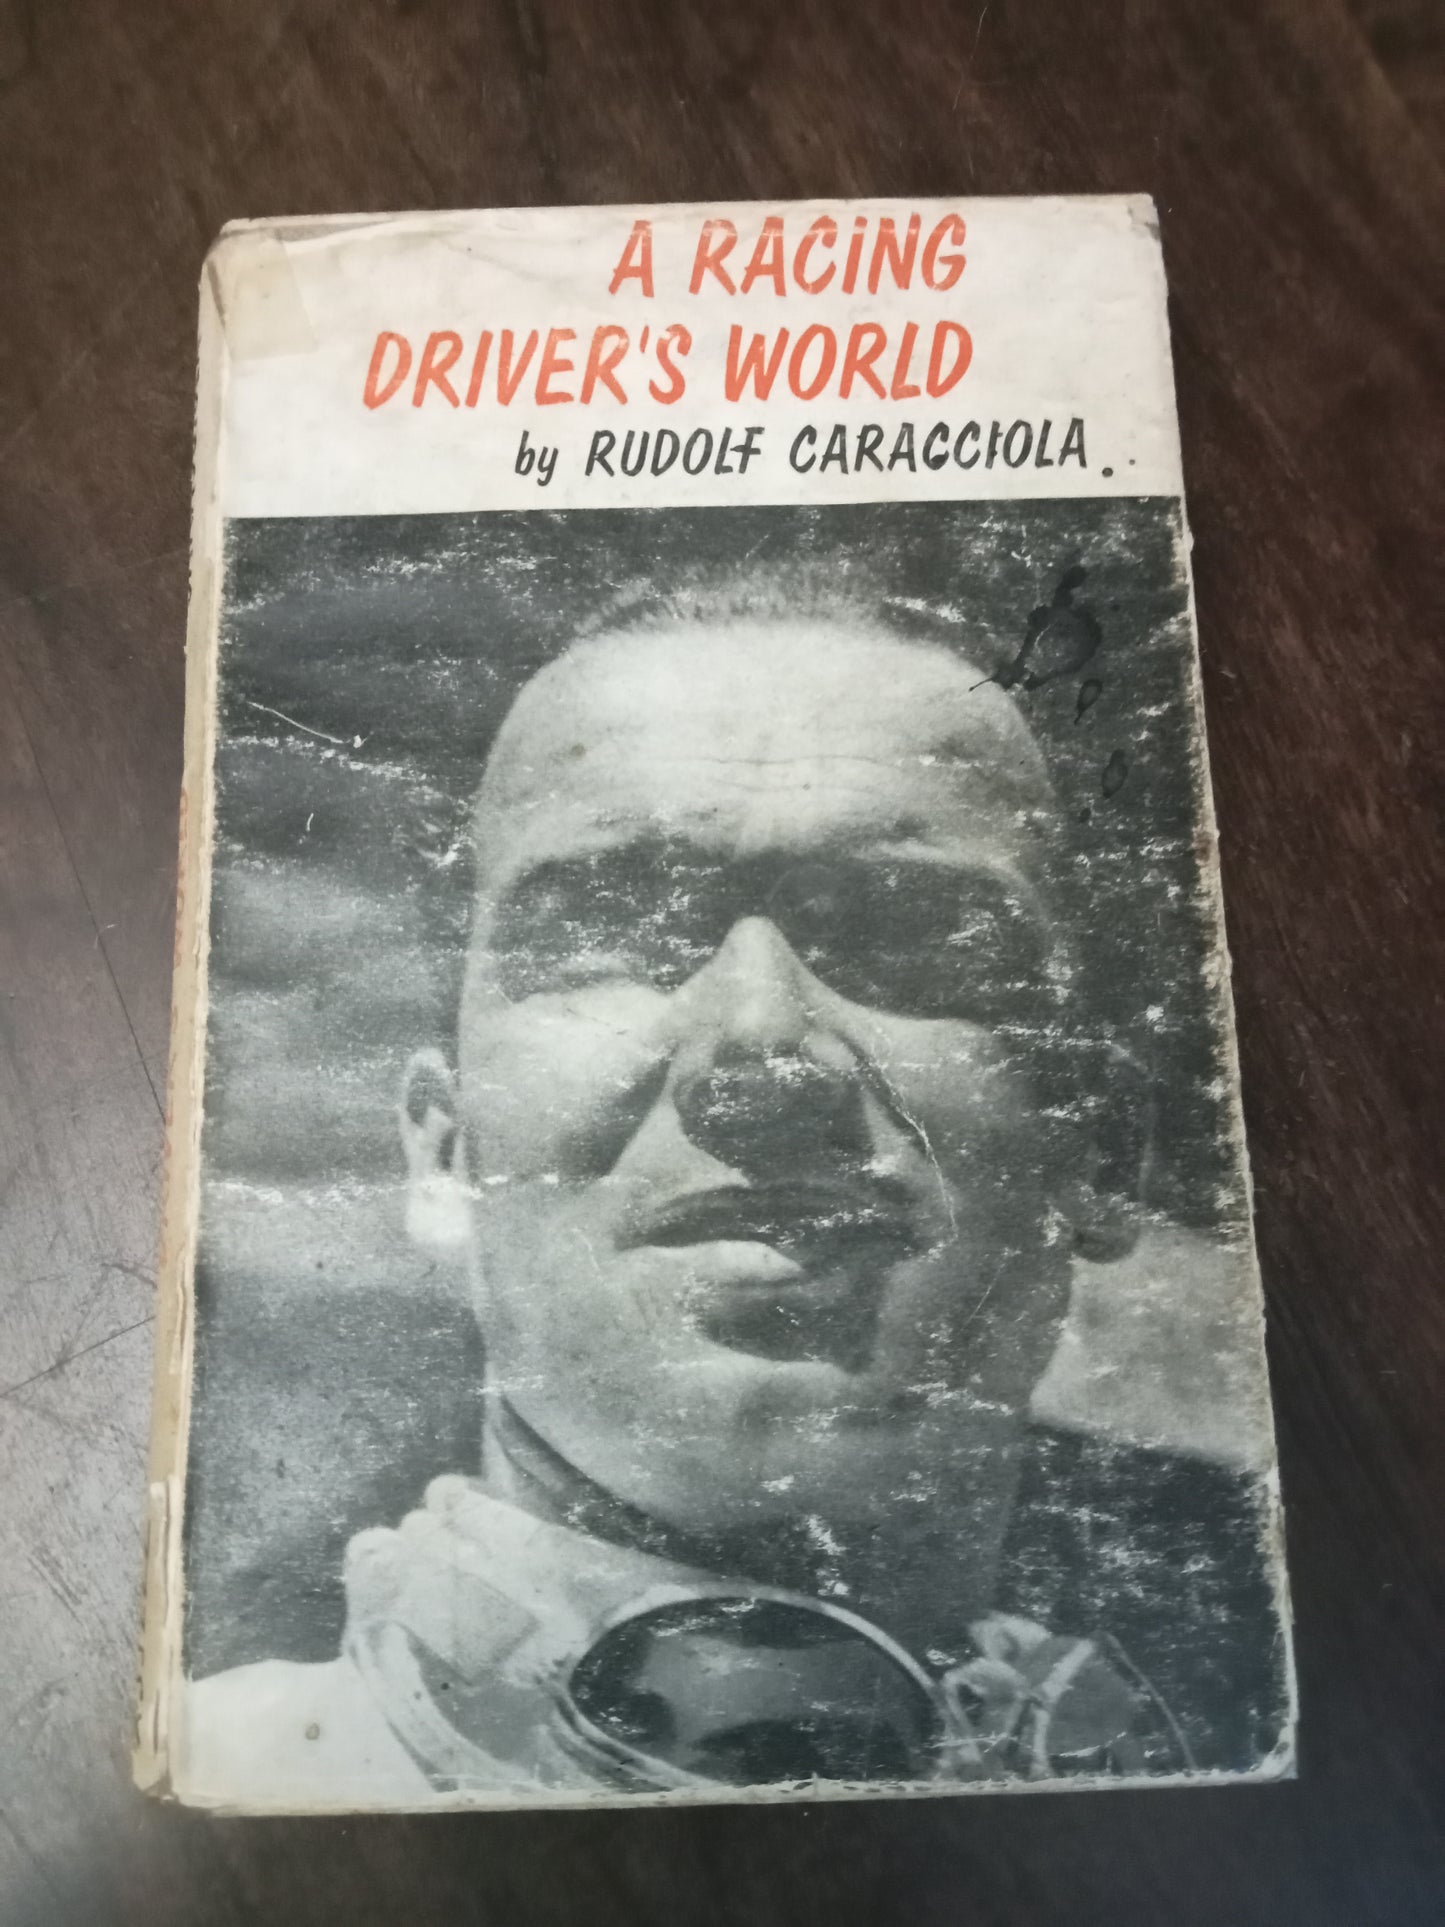 A RACING
DRIVER'S WORLD
by RUDOLF CARACCIOLA